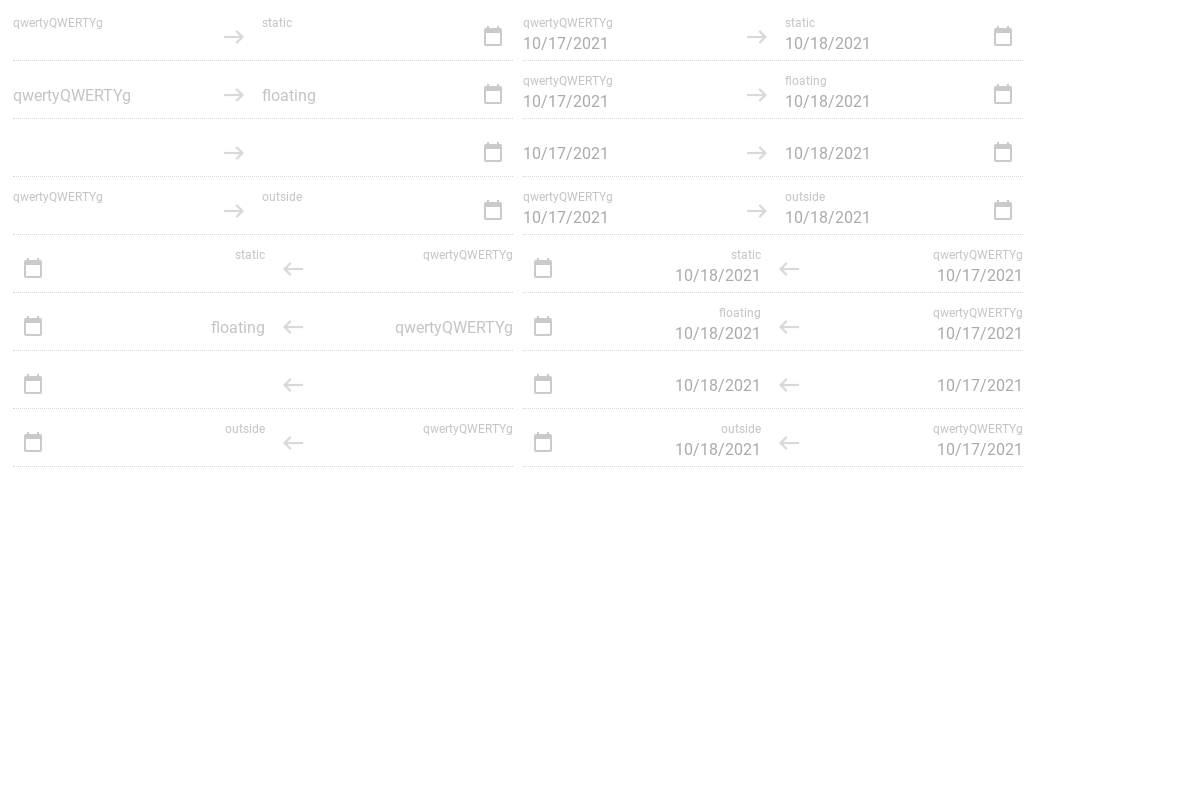 qwertyQWERTYg static qwertyQWERTYg static
10/17/2021 10/18/2021
qwertyQWERTYg floating
qwertyQWERTYg floating 10/17/2021 10/18/2021
10/17/2021 10/18/2021
qwertyQWERTYg outside qwertyQWERTYg outside
10/17/2021 10/18/2021
static qwertyQWERTYg static qwertyQWERTYg
10/18/2021 10/17/2021
floating qwertyQWERTYg
floating qwertyQWERTYg 10/18/2021 10/17/2021
10/18/2021 10/17/2021
outside qwertyQWERTYg outside qwertyQWERTYg
10/18/2021 10/17/2021